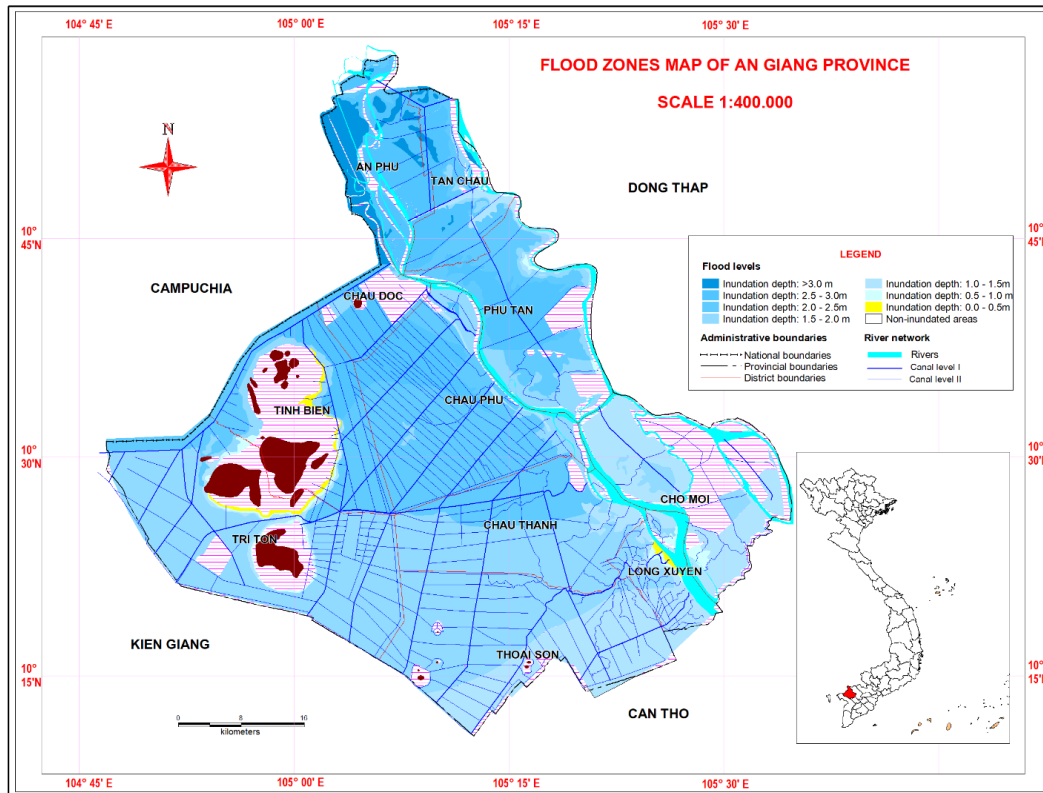 104° 45' E
105° 00' E
105° 15' E
105° 30' E
FLOOD ZONES MAP OF AN GIANG PROVINCE
SCALE 1:400.000
N
AN PHU
TAN CHAU
DONG THAP
10°
45'N
10°
45'N
CAMPUCHIA
CHAU DOC
PHU TAN
LEGEND
Flood levels
Inundation depth: >3.0 m
Inundation depth: 2.5 - 3.0m
Inundation depth: 2.0 - 2.5m
Inundation depth: 1.5 - 2.0 m
Inundation depth: 1.0 - 1.5m
Inundation depth: 0.5 - 1.0 m
Inundation depth: 0.0 - 0.5m
Non-inundated areas
Administrative boundaries
National boundaries
Provincial boundaries
District boundaries
River network
Rivers
Canal level I
Canal level II
TINH BIEN
CHAU PHU
10°
30'N
10°
30'N
CHO MOI
CHAU THANH
TRI TON
LONG XUYEN
KIEN GIANG
THOAI SON
10°
15'N
10°
15'N
CAN THO
0 8 16
kilometers
104° 45' E
105° 00' E
105° 15' E
105° 30' E